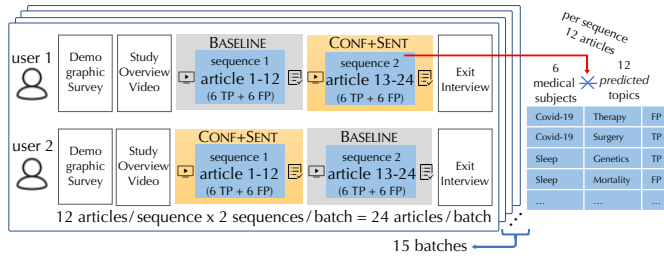 user 1
Demo
graphic
Survey
Study
Overview
Video
BASELINE
sequence 1
article 1-12
(6 TP + 6 FP)
CONF+SENT
sequence 2
article 13-24
(6 TP + 6 FP)
Exit
Interview
user 2
Demo
graphic
Survey
Study
Overview
Video
CONF+SENT
sequence 1
article 1-12
(6 TP + 6 FP)
BASELINE
sequence 2
article 13-24
(6 TP + 6 FP)
Exit
Interview
12 articles/sequence x 2 sequences/batch = 24 articles/batch
15 batches
per sequence
12 articles
6
medical
subjects
12
predicted
topics
Covid-19 Therapy FP
Covid-19 Surgery TP
Sleep Genetics TP
Sleep Mortality FP
... ... ...